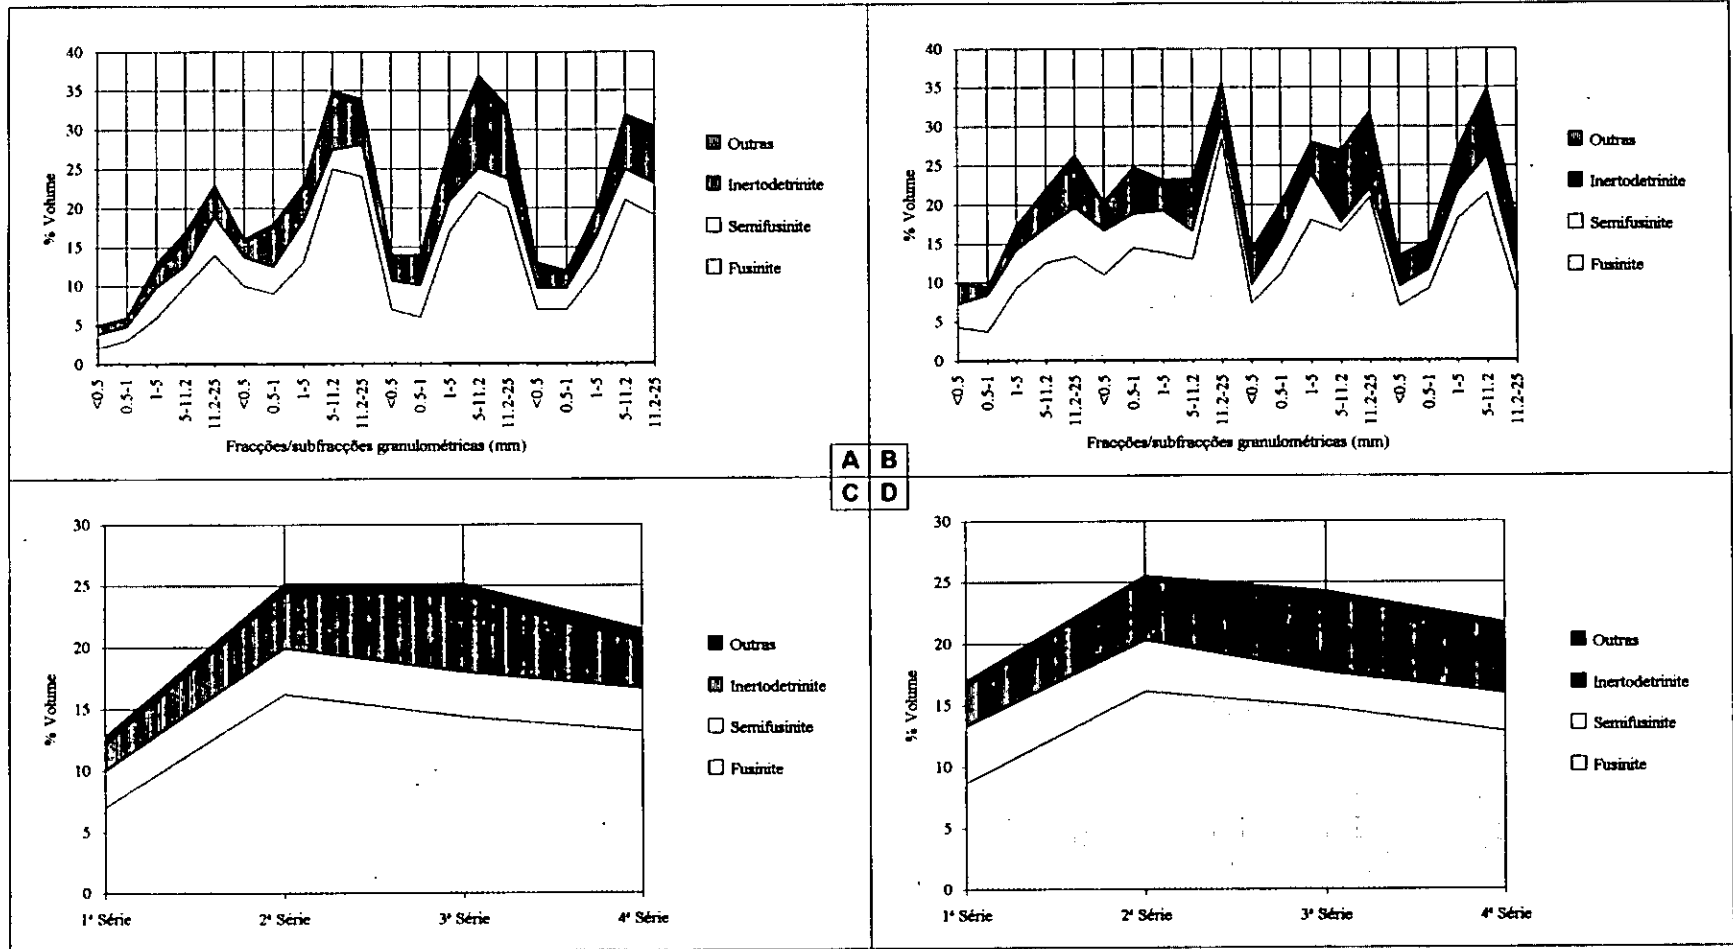 40
35
30
25
20
15
10
5
0
% Volume
<0.5
0.5-1
1-5
5-11.2
11.2-25
<0.5
0.5-1
1-5
5-11.2
11.2-25
<0.5
0.5-1
1-5
5-11.2
11.2-25
<0.5
0.5-1
1-5
5-11.2
11.2-25
Fracções/subfracções granulométricas (mm)
Outras
Inertodetrinite
Semifusinite
Fusinite
40
35
30
25
20
15
10
5
0
% Volume
<0.5
0.5-1
1-5
5-11.2
11.2-25
<0.5
0.5-1
1-5
5-11.2
11.2-25
<0.5
0.5-1
1-5
5-11.2
11.2-25
<0.5
0.5-1
1-5
5-11.2
11.2-25
Fracções/subfracções granulométricas (mm)
Outras
Inertodetrinite
Semifusinite
Fusinite
A B
C D
30
25
20
15
10
5
0
% Volume
1ª Série 2ª Série 3ª Série 4ª Série
Outras
Inertodetrinite
Semifusinite
Fusinite
30
25
20
15
10
5
0
% Volume
1ª Série 2ª Série 3ª Série 4ª Série
Outras
Inertodetrinite
Semifusinite
Fusinite